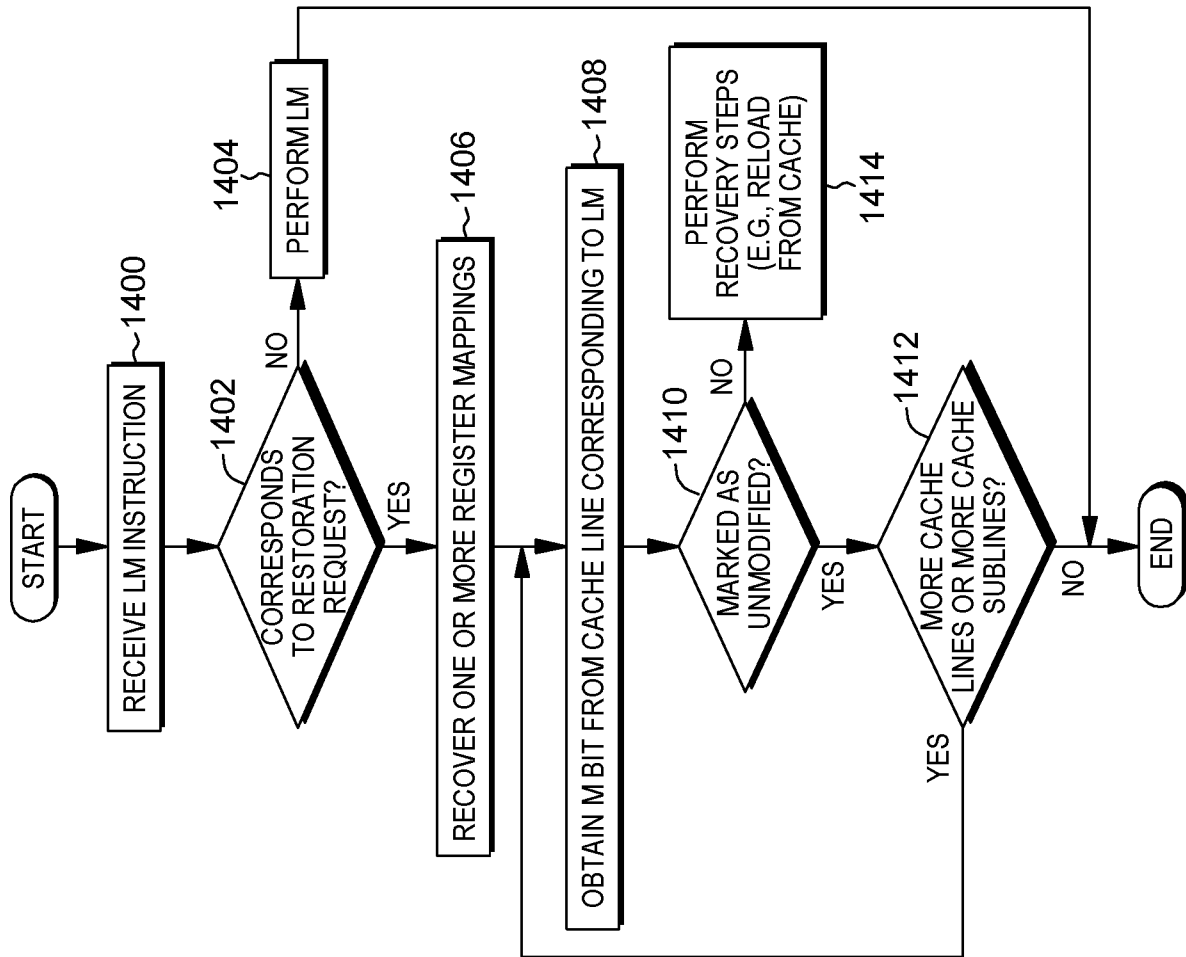 START
RECEIVE LM INSTRUCTION
1400
CORRESPONDS
TO RESTORATION
REQUEST?
1402
NO
PERFORM LM
1404
YES
RECOVER ONE OR MORE REGISTER MAPPINGS
1406
OBTAIN M BIT FROM CACHE LINE CORRESPONDING TO LM
1408
MARKED AS
UNMODIFIED?
1410
NO
PERFORM
RECOVERY STEPS
(E.G., RELOAD
FROM CACHE)
1414
YES
MORE CACHE
LINES OR MORE CACHE
SUBLINES?
1412
YES
NO
END